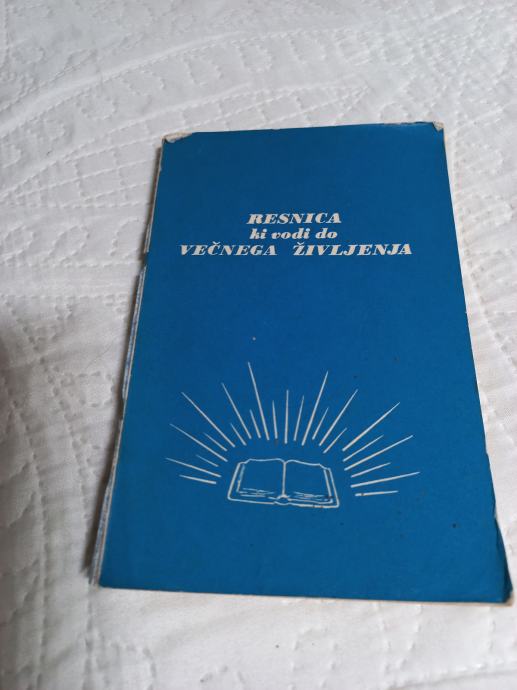 RESNICA
ki vodi do
VEČNEGA ŽIVLJENJA